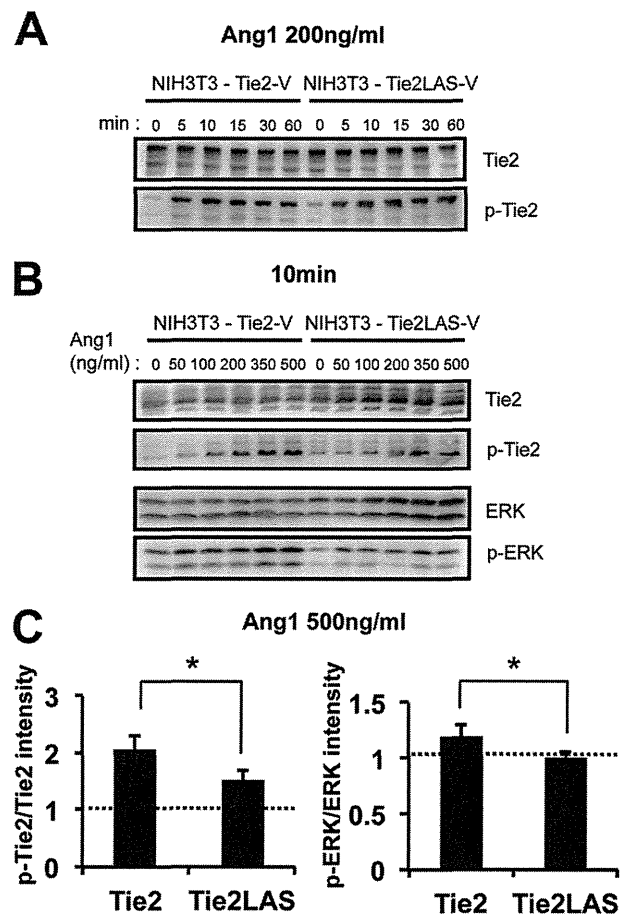 A
Ang1 200ng/ml
NIH3T3 - Tie2-V NIH3T3 - Tie2LAS-V
min : 0 5 10 15 30 60 0 5 10 15 30 60
Tie2
p-Tie2
B
10min
NIH3T3 - Tie2-V NIH3T3 - Tie2LAS-V
Ang1
(ng/ml) : 0 50 100 200 350 500 0 50 100 200 350 500
Tie2
p-Tie2
ERK
p-ERK
C
Ang1 500ng/ml
p-Tie2/Tie2 intensity
3
2
1
0
*
Tie2 Tie2LAS
p-ERK/ERK intensity
1.5
1
0.5
0
*
Tie2 Tie2LAS